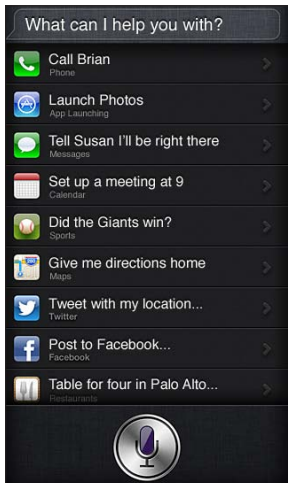 What can I help you with?
Call Brian
Phone
Launch Photos
App Launching
Tell Susan I'll be right there
Messages
Set up a meeting at 9
Calendar
Did the Giants win?
Sports
Give me directions home
Maps
Tweet with my location...
Twitter
Post to Facebook...
Facebook
Table for four in Palo Alto...
Restaurants